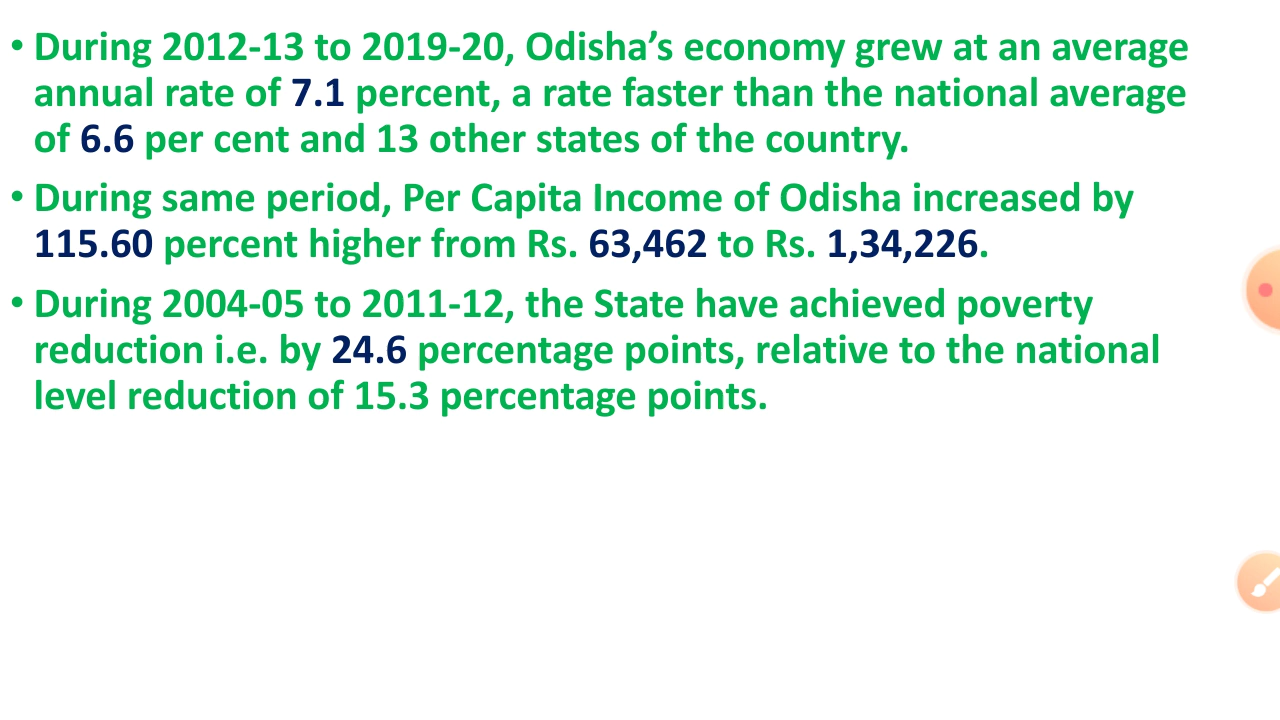 • During 2012-13 to 2019-20, Odisha’s economy grew at an average
annual rate of 7.1 percent, a rate faster than the national average
of 6.6 per cent and 13 other states of the country.
• During same period, Per Capita Income of Odisha increased by
115.60 percent higher from Rs. 63,462 to Rs. 1,34,226.
• During 2004-05 to 2011-12, the State have achieved poverty
reduction i.e. by 24.6 percentage points, relative to the national
level reduction of 15.3 percentage points.